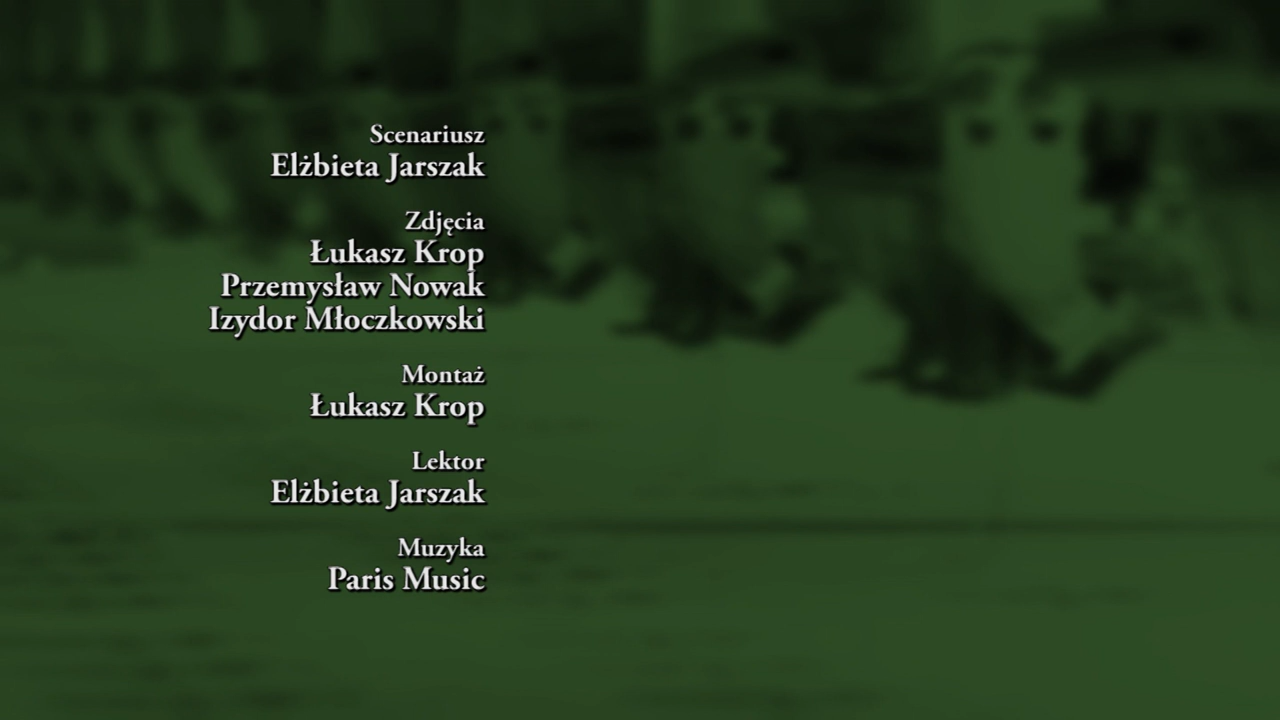 Scenariusz
Elżbieta Jarszak
Zdjęcia
Łukasz Krop
Przemysław Nowak
Izydor Młoczkowski
Montaż
Łukasz Krop
Lektor
Elżbieta Jarszak
Muzyka
Paris Music